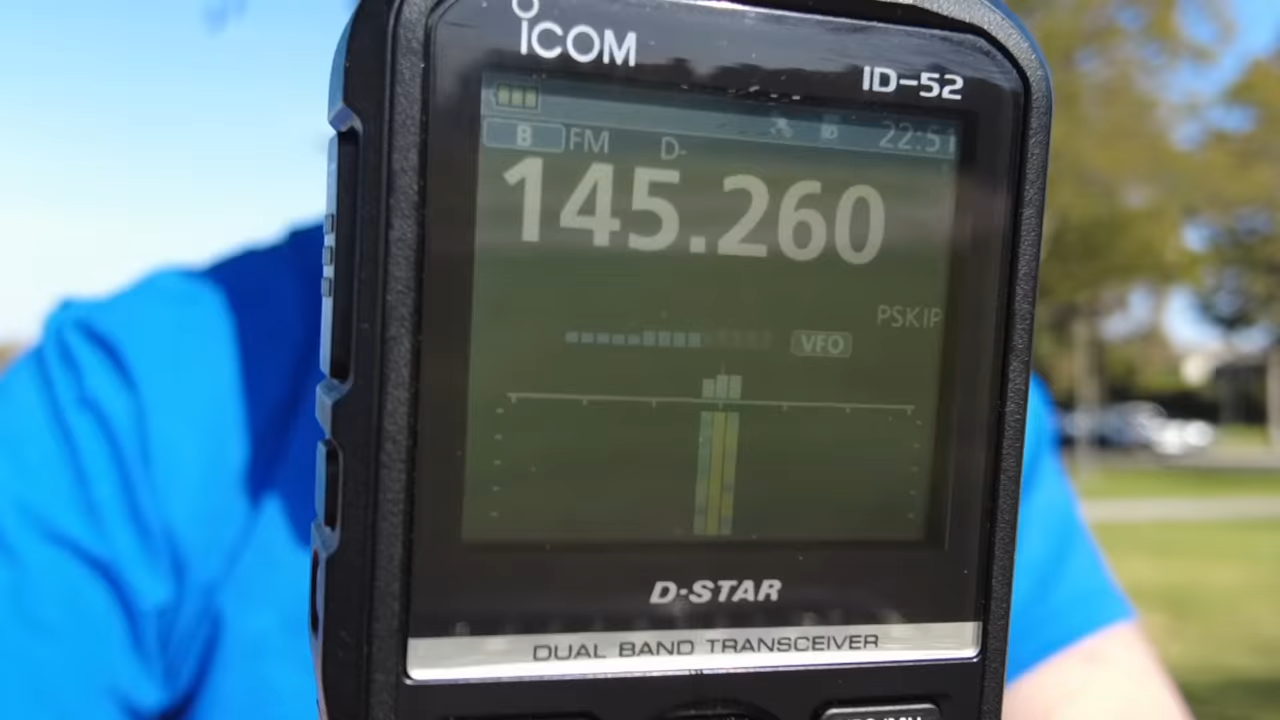 ICOM
ID-52
22:51
B FM D-
145.260
PSKIP
VFO
D-STAR
DUAL BAND TRANSCEIVER